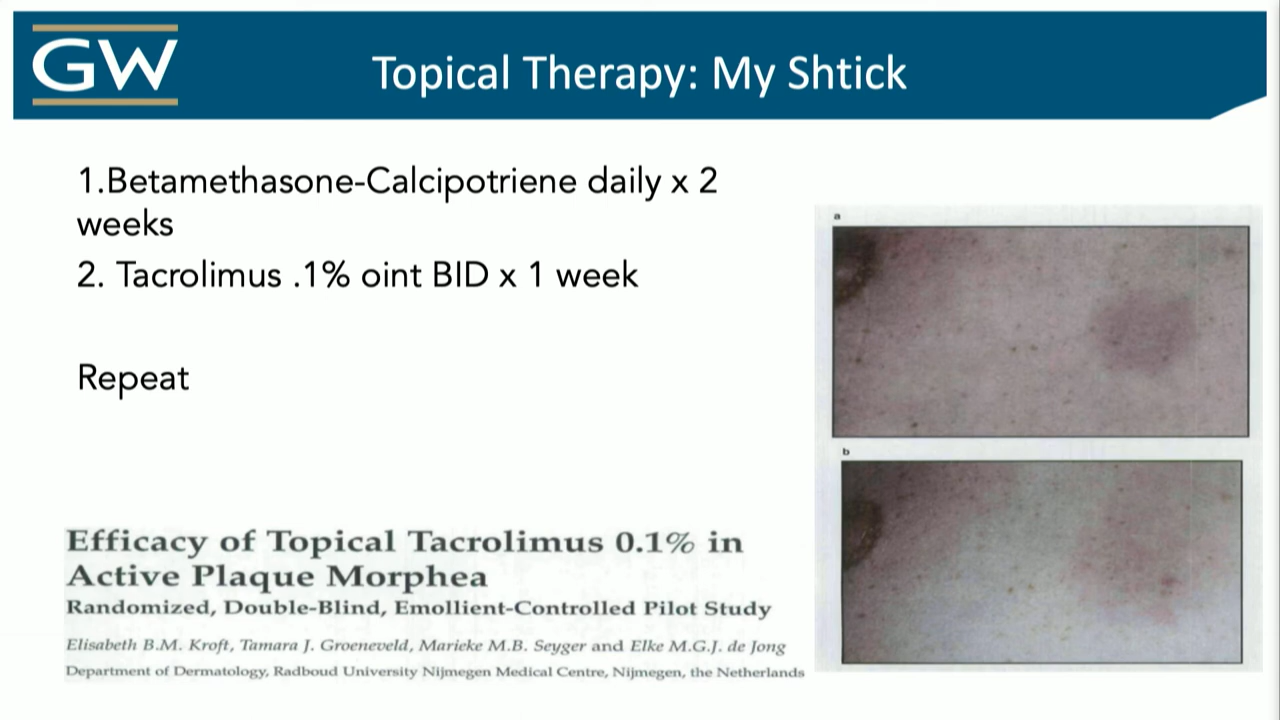 GW
Topical Therapy: My Shtick
1.Betamethasone-Calcipotriene daily x 2
weeks
2. Tacrolimus .1% oint BID x 1 week
Repeat
a
b
Efficacy of Topical Tacrolimus 0.1% in
Active Plaque Morphea
Randomized, Double-Blind, Emollient-Controlled Pilot Study
Elisabeth B.M. Kroft, Tamara J. Groeneveld, Marieke M.B. Seyger and Elke M.G.J. de Jong
Department of Dermatology, Radboud University Nijmegen Medical Centre, Nijmegen, the Netherlands